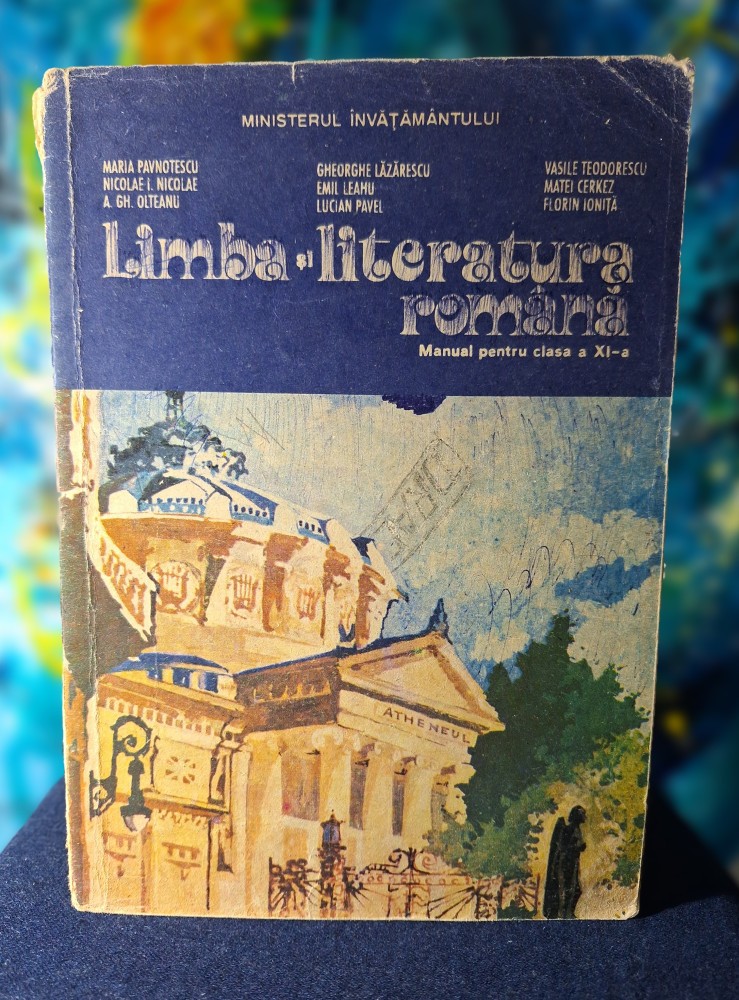 MINISTERUL ÎNVĂȚĂMÂNTULUI
MARIA PAVNOTESCU
NICOLAE I. NICOLAE
A. GH. OLTEANU
GHEORGHE LĂZĂRESCU
EMIL LEAHU
LUCIAN PAVEL
VASILE TEODORESCU
MATEI CERKEZ
FLORIN IONIȚĂ
Limba și literatura
română
Manual pentru clasa a XI-a
ATHENEUL